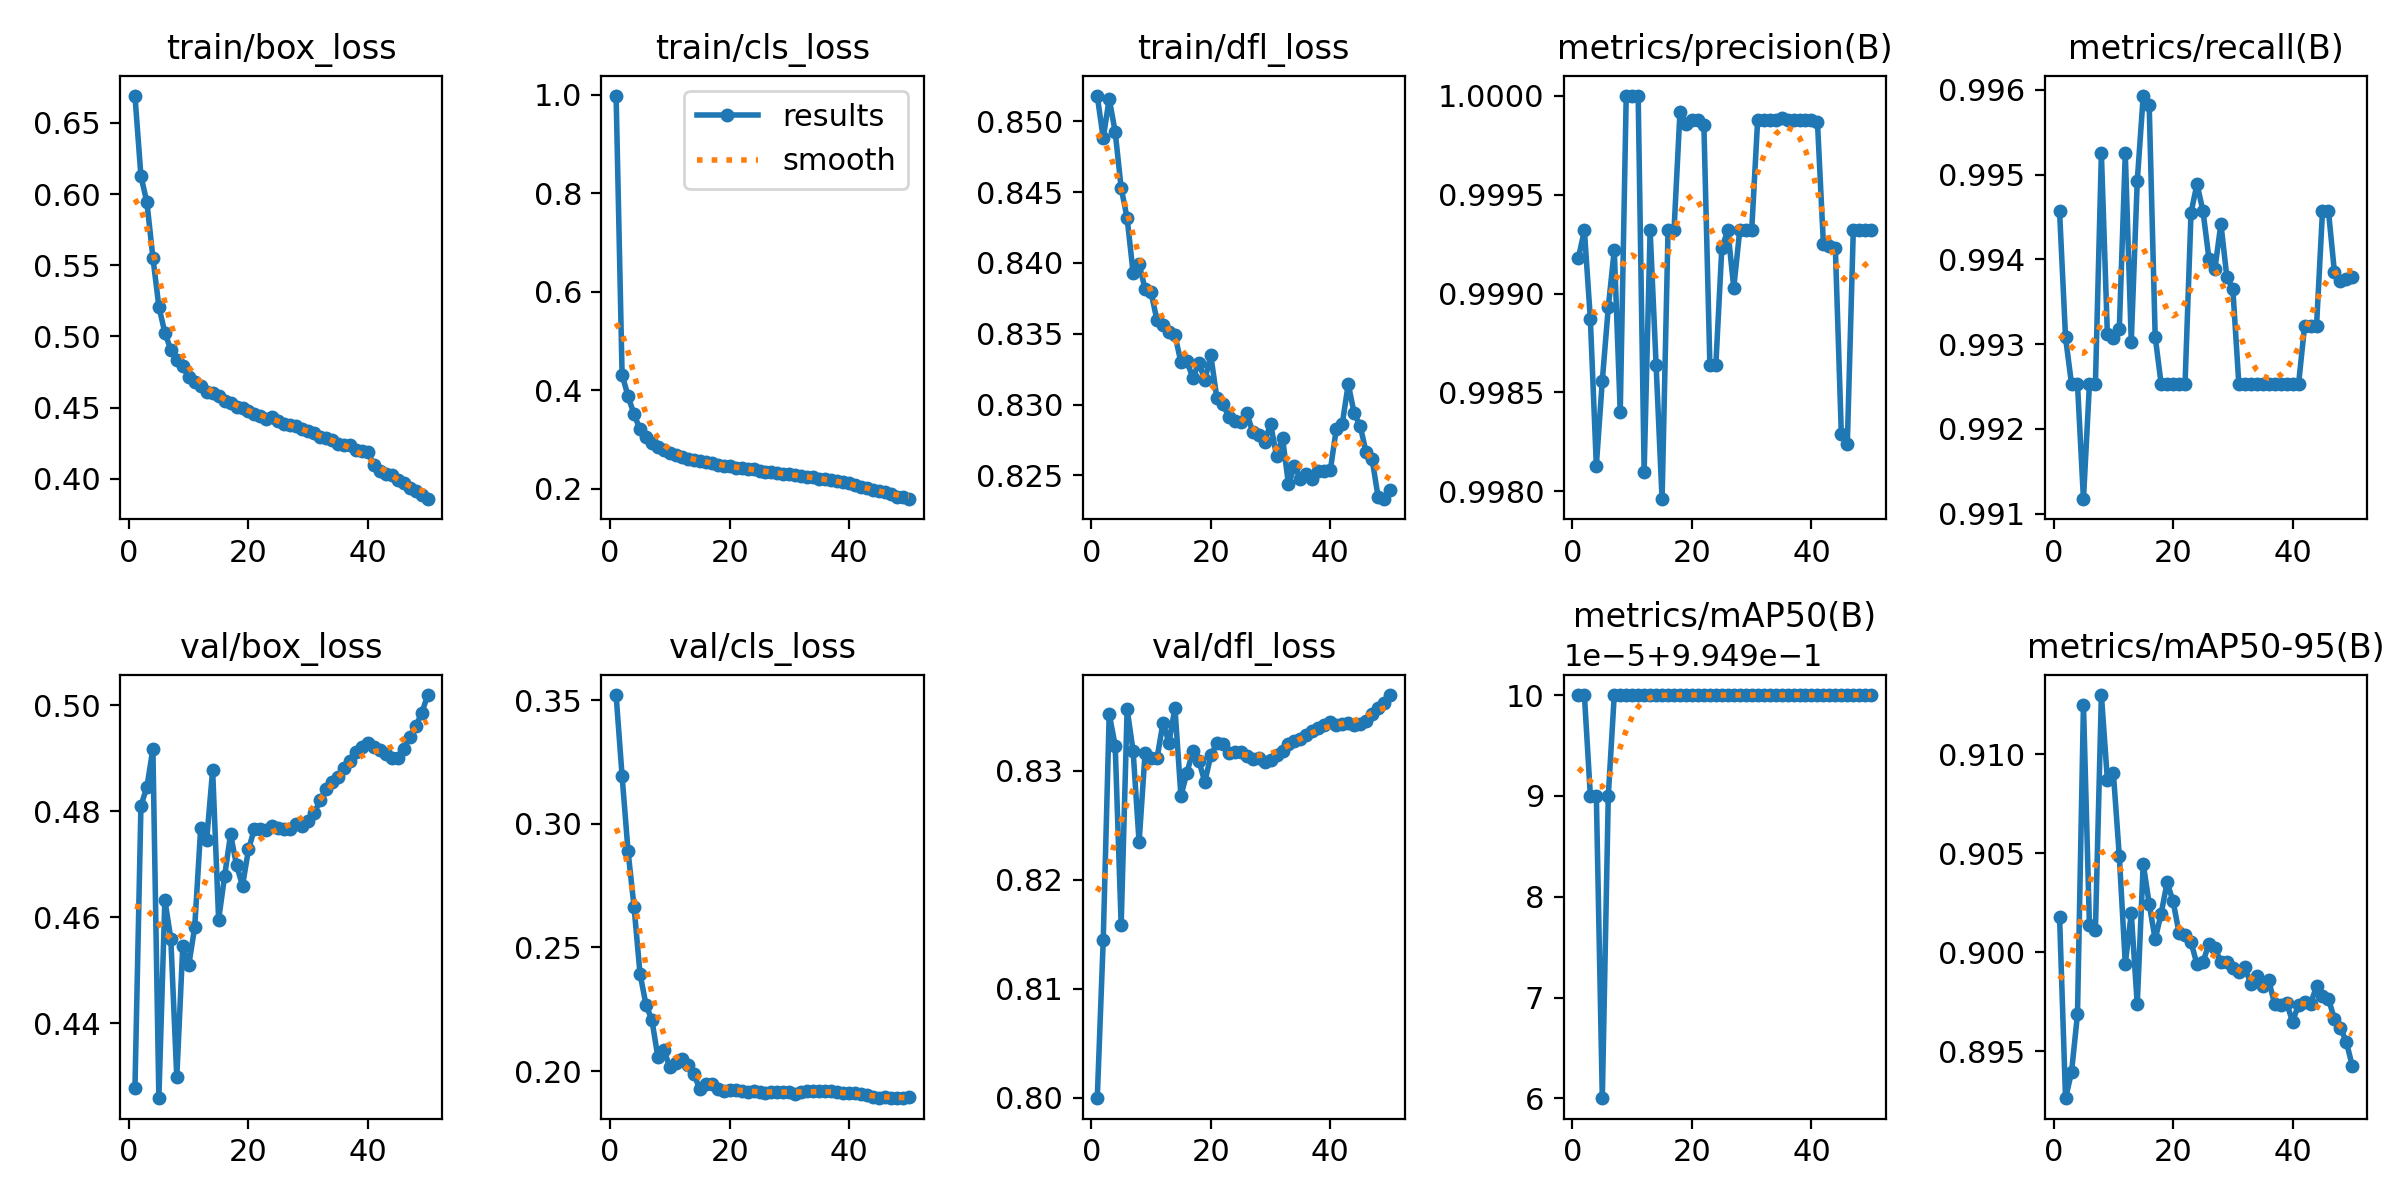 train/box_loss
0.65
0.60
0.55
0.50
0.45
0.40
0 20 40
train/cls_loss
results
smooth
1.0
0.8
0.6
0.4
0.2
0 20 40
train/dfl_loss
0.850
0.845
0.840
0.835
0.830
0.825
0 20 40
metrics/precision(B)
1.0000
0.9995
0.9990
0.9985
0.9980
0 20 40
metrics/recall(B)
0.996
0.995
0.994
0.993
0.992
0.991
0 20 40
val/box_loss
0.50
0.48
0.46
0.44
0 20 40
val/cls_loss
0.35
0.30
0.25
0.20
0 20 40
val/dfl_loss
0.83
0.82
0.81
0.80
0 20 40
metrics/mAP50(B)
1e−5+9.949e−1
10
9
8
7
6
0 20 40
metrics/mAP50-95(B)
0.910
0.905
0.900
0.895
0 20 40